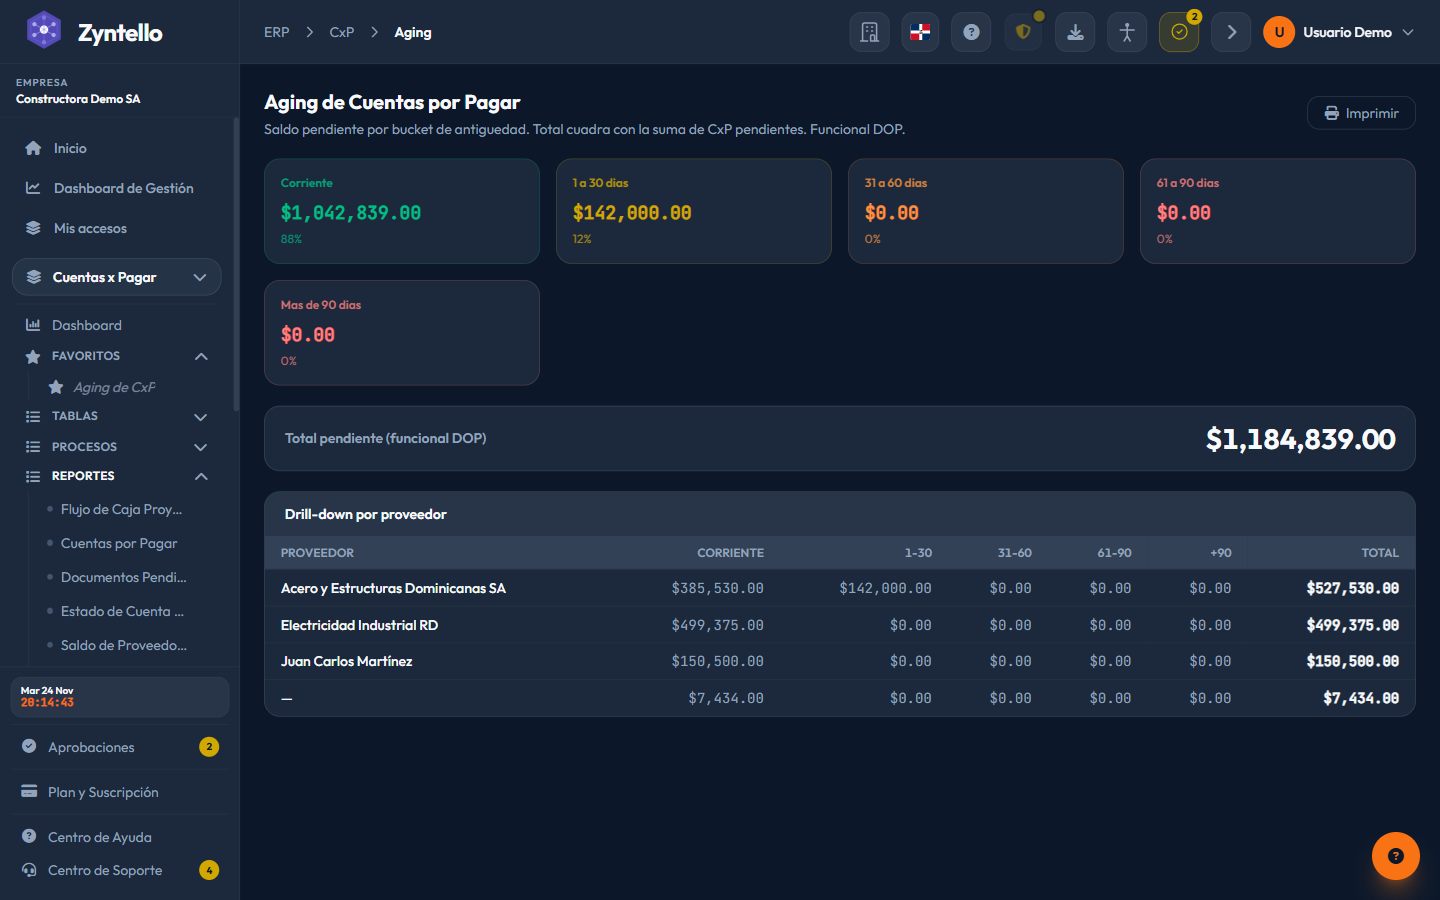 Zyntello
ERP > CxP > Aging
2
U
Usuario Demo
EMPRESA
Constructora Demo SA
Inicio
Dashboard de Gestión
Mis accesos
Cuentas x Pagar
Dashboard
FAVORITOS
Aging de CxP
TABLAS
PROCESOS
REPORTES
Flujo de Caja Proy...
Cuentas por Pagar
Documentos Pendi...
Estado de Cuenta ...
Saldo de Proveedo...
Mar 24 Nov
20:14:43
Aprobaciones 2
Plan y Suscripción
Centro de Ayuda
Centro de Soporte 4
Aging de Cuentas por Pagar
Saldo pendiente por bucket de antiguedad. Total cuadra con la suma de CxP pendientes. Funcional DOP.
Imprimir
Corriente
$1,042,839.00
88%
1 a 30 dias
$142,000.00
12%
31 a 60 dias
$0.00
0%
61 a 90 dias
$0.00
0%
Mas de 90 dias
$0.00
0%
Total pendiente (funcional DOP) $1,184,839.00
Drill-down por proveedor
PROVEEDOR CORRIENTE 1-30 31-60 61-90 +90 TOTAL
Acero y Estructuras Dominicanas SA $385,530.00 $142,000.00 $0.00 $0.00 $0.00 $527,530.00
Electricidad Industrial RD $499,375.00 $0.00 $0.00 $0.00 $0.00 $499,375.00
Juan Carlos Martínez $150,500.00 $0.00 $0.00 $0.00 $0.00 $150,500.00
— $7,434.00 $0.00 $0.00 $0.00 $0.00 $7,434.00